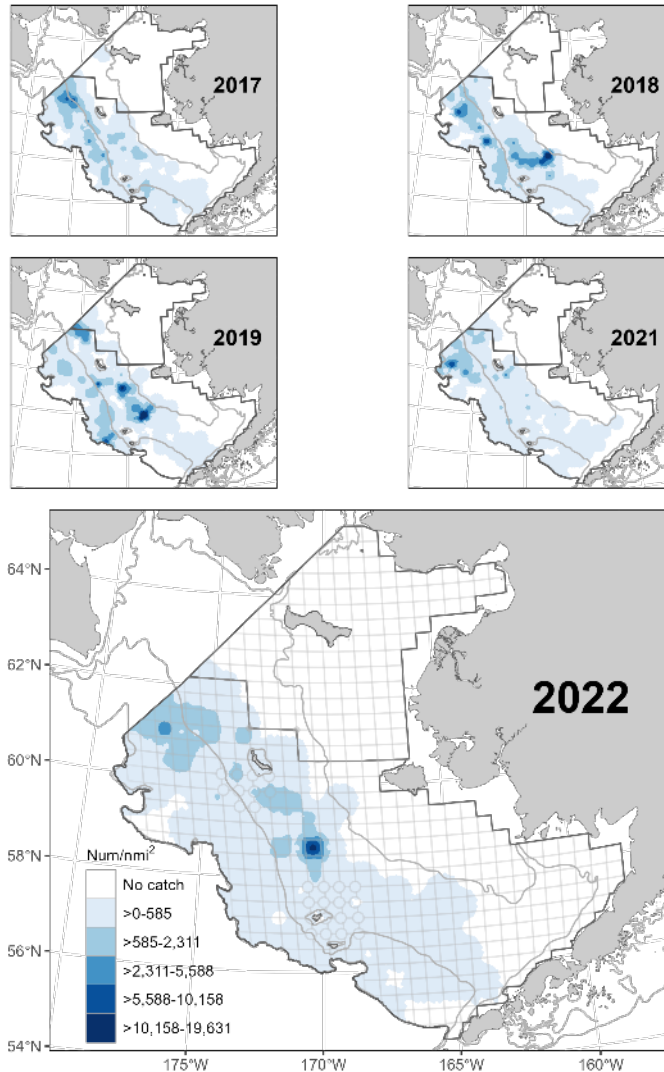 2017
2018
2019
2021
2022
64°N
62°N
60°N
58°N
56°N
54°N
Num/nmi²
No catch
>0-585
>585-2,311
>2,311-5,588
>5,588-10,158
>10,158-19,631
175°W
170°W
165°W
160°W